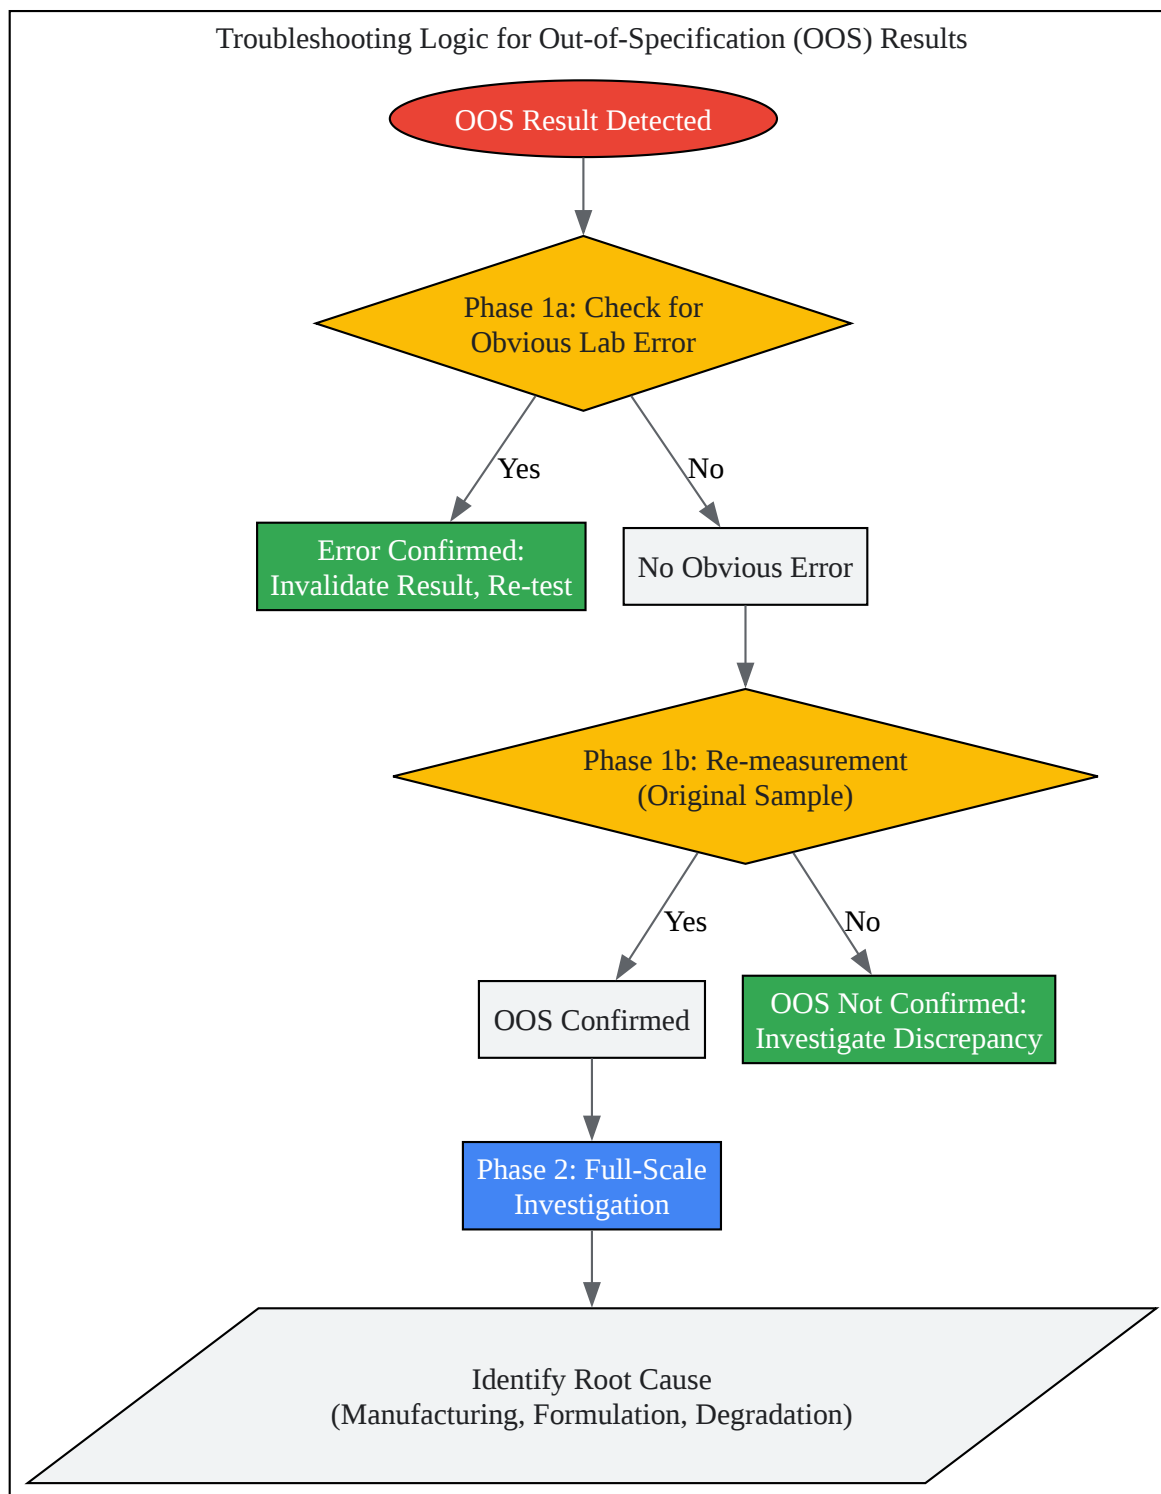 Troubleshooting Logic for Out-of-Specification (OOS) Results
OOS Result Detected
Phase 1a: Check for
Obvious Lab Error
Yes
No
Error Confirmed:
Invalidate Result, Re-test
No Obvious Error
Phase 1b: Re-measurement
(Original Sample)
Yes
No
OOS Confirmed
OOS Not Confirmed:
Investigate Discrepancy
Phase 2: Full-Scale
Investigation
Identify Root Cause
(Manufacturing, Formulation, Degradation)